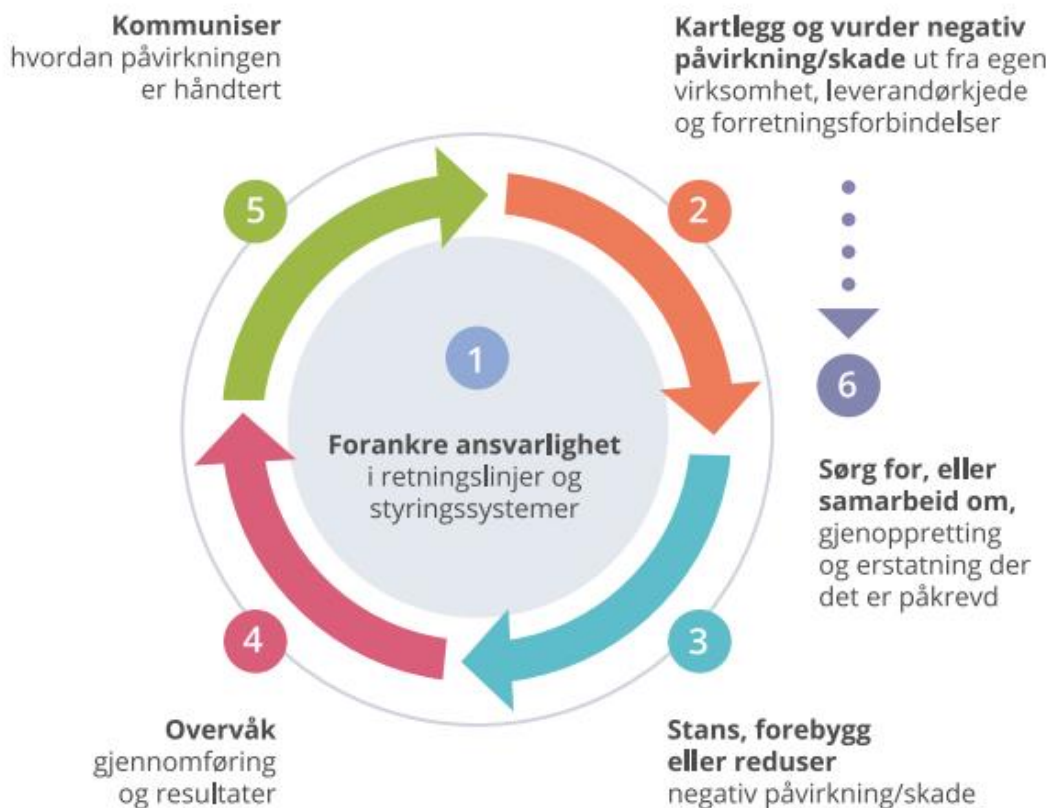 Kommuniser
hvordan påvirkningen
er håndtert
Kartlegg og vurder negativ
påvirkning/skade ut fra egen
virksomhet, leverandørkjede
og forretningsforbindelser
5
2
1
Forankre ansvarlighet
i retningslinjer og
styringssystemer
6
Sørg for, eller
samarbeid om,
gjenoppretting
og erstatning der
det er påkrevd
4
3
Overvåk
gjennomføring
og resultater
Stans, forebygg
eller reduser
negativ påvirkning/skade